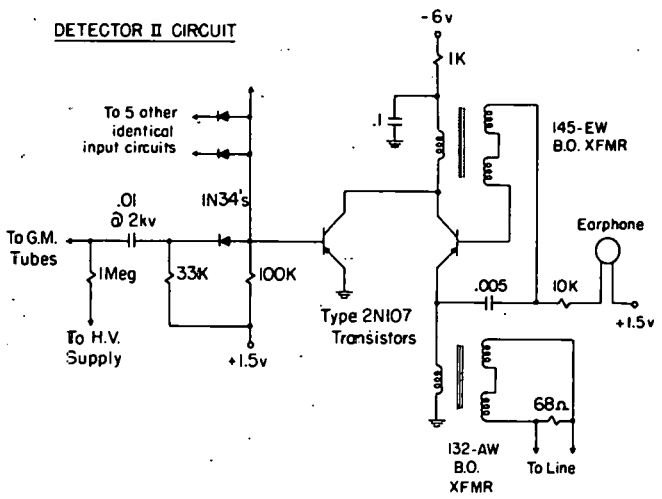 DETECTOR II CIRCUIT
-6v
1K
To 5 other
identical
input circuits
.1
145-EW
B.O. XFMR
.01
@ 2kv
1N34's
Earphone
To G.M.
Tubes
1Meg
33K
100K
Type 2N107
Transistors
.005
10K
+1.5v
To H.V.
Supply
+1.5v
68Ω
132-AW
B.O.
XFMR
To Line